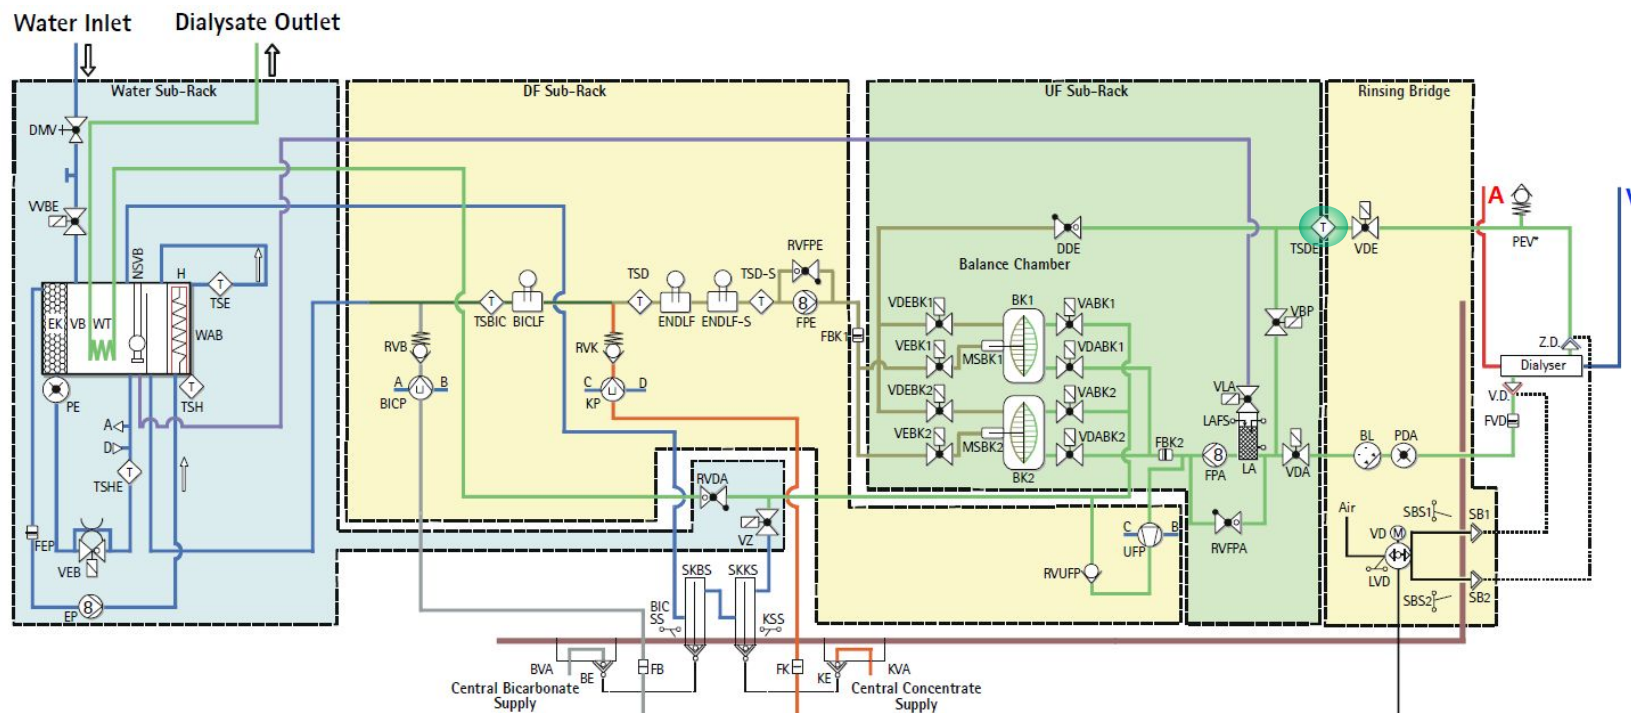 Water Inlet
Dialysate Outlet
Water Sub-Rack
DF Sub-Rack
UF Sub-Rack
Rinsing Bridge
DMV
VVBE
NSVB
H
TSE
EK
VB
WT
WAB
PE
TSH
A
D
TSHE
FEP
VEB
8
EP
T
T
T
TSBIC
T
BICLF
TSD
T
ENDLF
ENDLF-S
TSD-S
T
RVFPE
8
FPE
RVB
A
B
BICP
RVK
C
D
KP
FBK1
DDE
Balance Chamber
VDEBK1
VEBK1
VDEBK2
VEBK2
BK1
MSBK1
MSBK2
BK2
VABK1
VDABK1
VABK2
VDABK2
FBK2
TSDE
T
VDE
VBP
VLA
LAFS
LA
8
FPA
VDA
RVFPA
C
B
UFP
RVUFP
RVDA
VZ
A
PEV*
Z.D.
Dialyser
V.D.
FVD
BL
PDA
Air
SBS1
SB1
VD
M
LVD
SBS2
SB2
SKBS
SKKS
BIC
SS
KSS
BVA
BE
FB
FK
KE
KVA
Central Bicarbonate
Supply
Central Concentrate
Supply